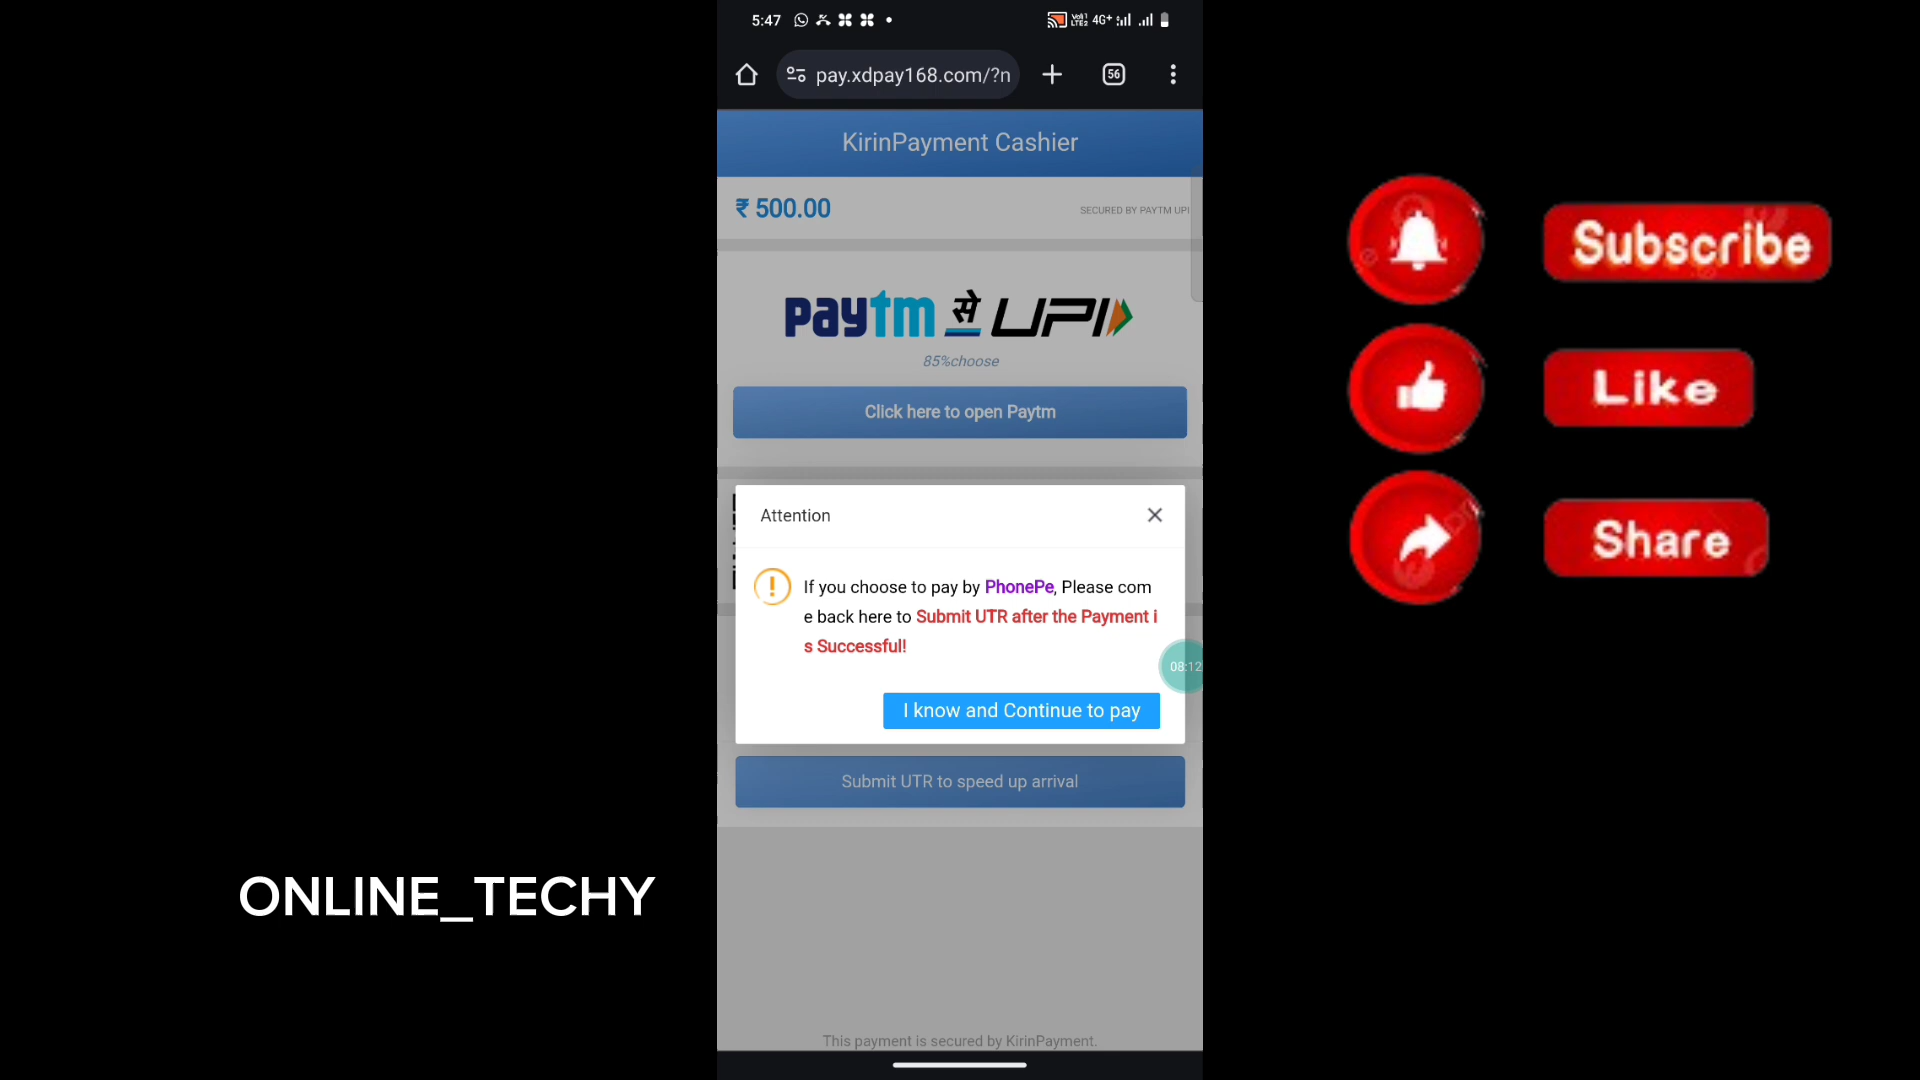 5:47
Vo)) 1 LTE2 4G+
pay.xdpay168.com/?n
56
KirinPayment Cashier
₹ 500.00
SECURED BY PAYTM UPI
paytm से UPI
85%choose
Click here to open Paytm
Attention
If you choose to pay by PhonePe, Please com
e back here to Submit UTR after the Payment i
s Successful!
08:12
I know and Continue to pay
Submit UTR to speed up arrival
This payment is secured by KirinPayment.
ONLINE_TECHY
Subscribe
Like
Share